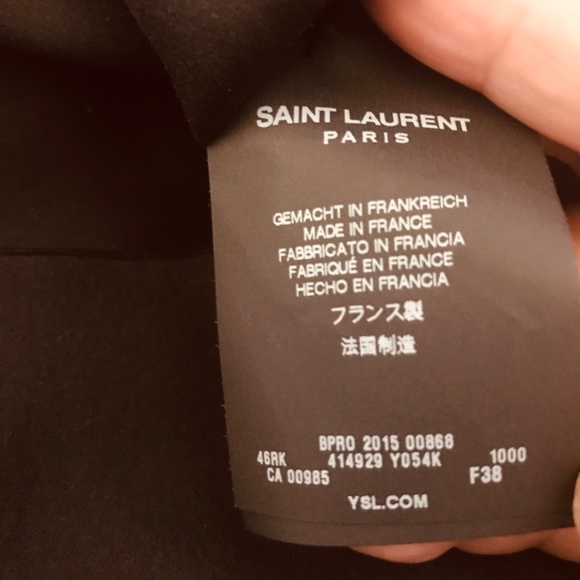 SAINT LAURENT
PARIS
GEMACHT IN FRANKREICH
MADE IN FRANCE
FABBRICATO IN FRANCIA
FABRIQUÉ EN FRANCE
HECHO EN FRANCIA
フランス製
法国制造
BPRO 2015 00868
46RK 414929 Y054K 1000
CA 00985 F38
YSL.COM